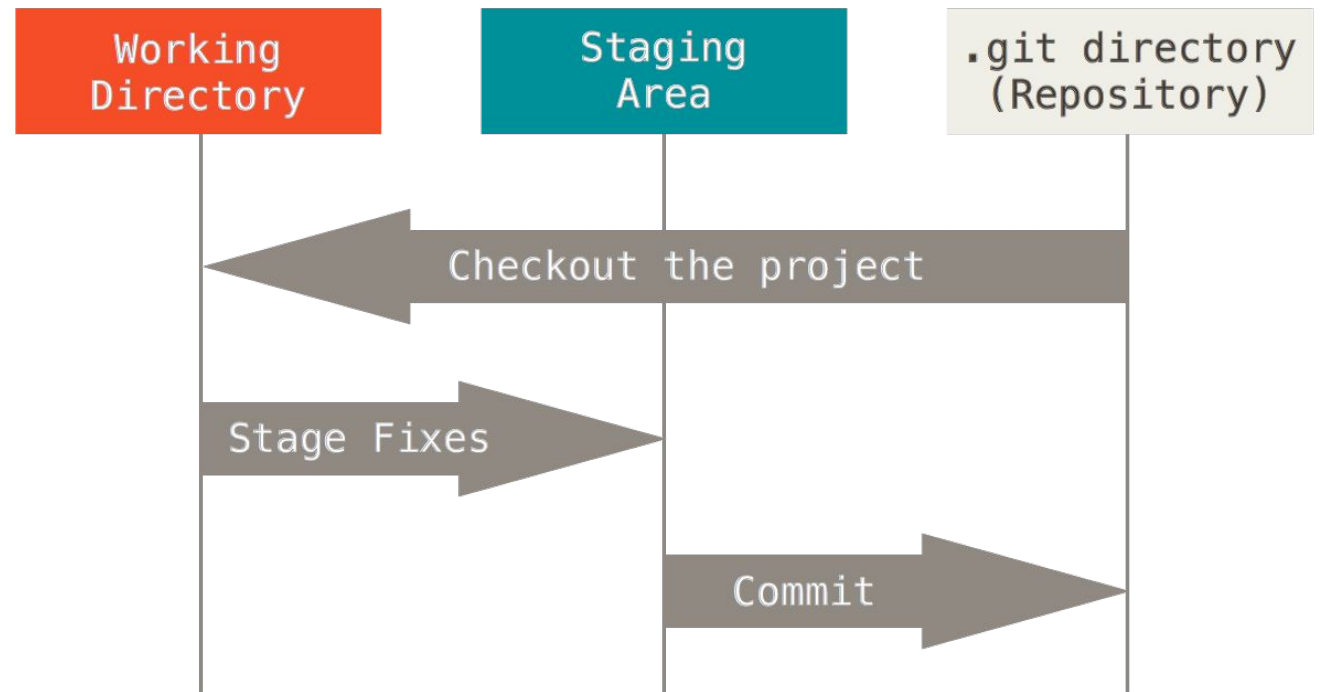 Working
Directory
Staging
Area
.git directory
(Repository)
Checkout the project
Stage Fixes
Commit